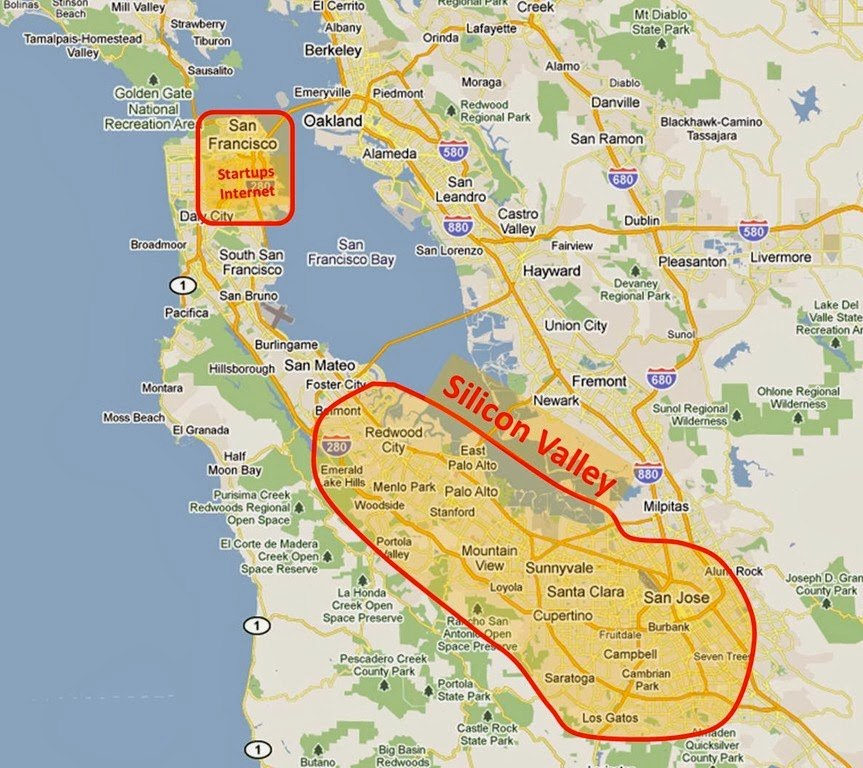 Bolinas
Stinson
Beach
Mill Valley
Strawberry
Tiburon
Tamalpais-Homestead
Valley
Sausalito
Golden Gate
National
Recreation Area
El Cerrito
Albany
Berkeley
Regional Park
Creek
Lafayette
Orinda
Mt Diablo
State Park
Alamo
Moraga
Diablo
Danville
Emeryville
Piedmont
Redwood
Regional Park
Oakland
Blackhawk-Camino
Tassajara
San Ramon
San
Francisco
Startups
Internet
280
Alameda
580
680
San
Leandro
880
Castro
Valley
Dublin
580
Daly City
Broadmoor
South San
Francisco
San
Francisco Bay
San Lorenzo
Fairview
Hayward
Pleasanton
Livermore
1
San Bruno
Pacifica
Devaney
Regional Park
Lake Del
Valle State
Recreation
Union City
Sunol
Burlingame
Hillsborough
San Mateo
Foster City
Montara
Moss Beach
El Granada
Half
Moon Bay
Fremont
Newark
680
Ohlone Regional
Wilderness
Sunol Regional
Wilderness
Silicon Valley
Belmont
280
Redwood
City
East
Palo Alto
880
Emerald
Lake Hills
Menlo Park
Palo Alto
Milpitas
Purisima Creek
Redwoods Regional
Open Space
Woodside
Stanford
El Corte de Madera
Creek Open
Space Reserve
Portola
Valley
Mountain
View
Sunnyvale
Alum Rock
Loyola
Santa Clara
San Jose
Joseph D. Gran
County Park
La Honda
Creek Open
Space Preserve
Rancho San
Antonio Open
Space Preserve
Cupertino
Burbank
Fruitdale
1
Campbell
Seven Trees
Pescadero Creek
County Park
Saratoga
Cambrian
Park
Portola
State Park
Los Gatos
Castle Rock
State Park
Almaden
Quicksilver
County Park
1
Butano
Big Basin
Redwoods